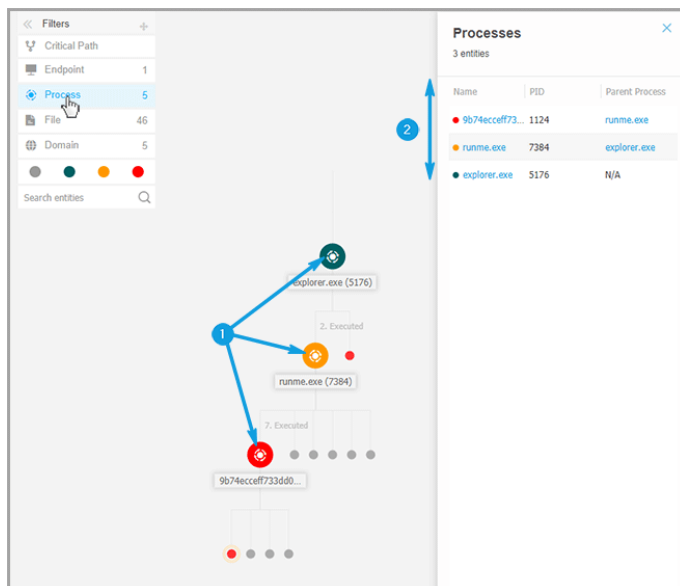 Filters
Critical Path
Endpoint 1
Process 5
File 46
Domain 5
Search entities
1
explorer.exe (5176)
2. Executed
runme.exe (7384)
7. Executed
9b74ecceff733dd0...
2
Processes
3 entities
Name PID Parent Process
9b74ecceff73... 1124 runme.exe
runme.exe 7384 explorer.exe
explorer.exe 5176 N/A